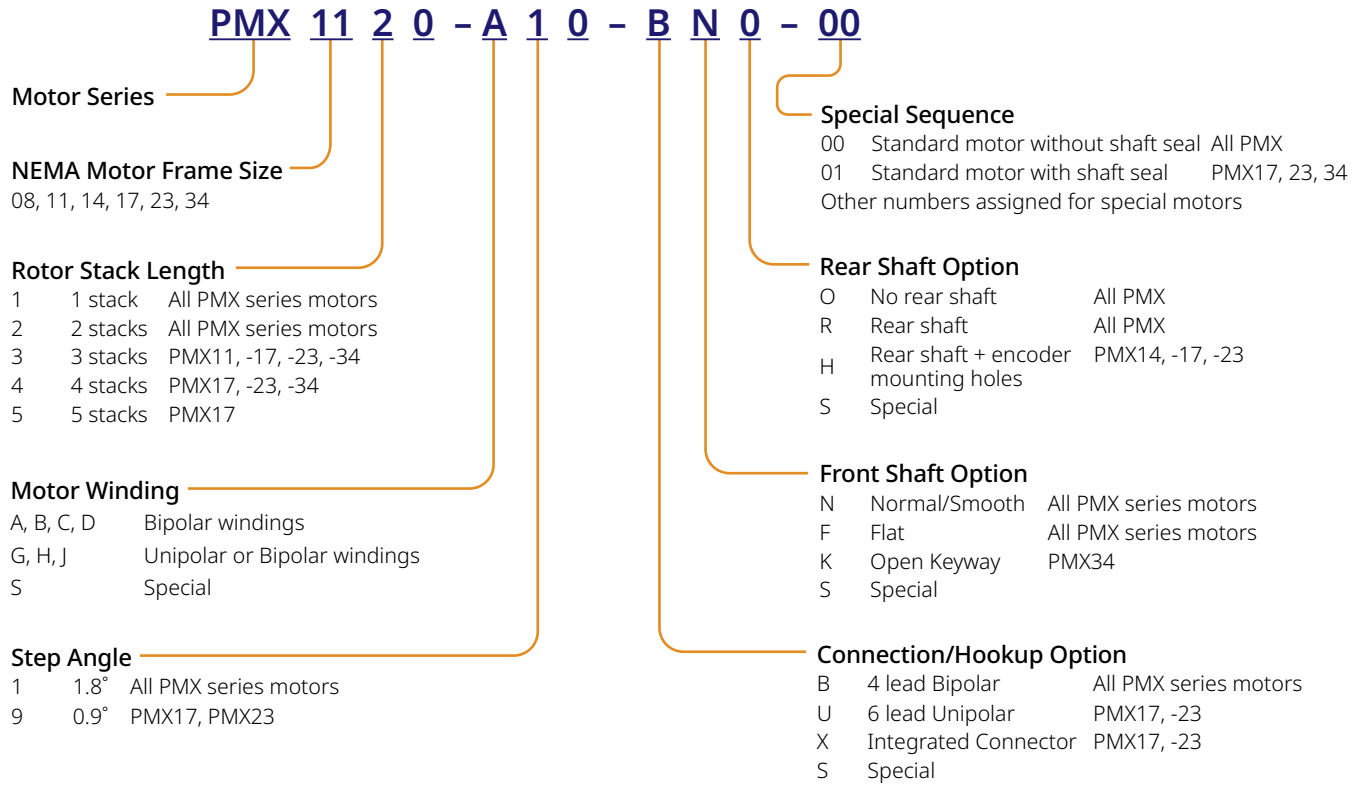 PMX 11 2 0 – A 1 0 – B N 0 – 00
Motor Series
NEMA Motor Frame Size
08, 11, 14, 17, 23, 34
Rotor Stack Length
1 1 stack All PMX series motors
2 2 stacks All PMX series motors
3 3 stacks PMX11, -17, -23, -34
4 4 stacks PMX17, -23, -34
5 5 stacks PMX17
Motor Winding
A, B, C, D Bipolar windings
G, H, J Unipolar or Bipolar windings
S Special
Step Angle
1 1.8° All PMX series motors
9 0.9° PMX17, PMX23
Special Sequence
00 Standard motor without shaft seal All PMX
01 Standard motor with shaft seal PMX17, 23, 34
Other numbers assigned for special motors
Rear Shaft Option
O No rear shaft All PMX
R Rear shaft All PMX
H Rear shaft + encoder PMX14, -17, -23
mounting holes
S Special
Front Shaft Option
N Normal/Smooth All PMX series motors
F Flat All PMX series motors
K Open Keyway PMX34
S Special
Connection/Hookup Option
B 4 lead Bipolar All PMX series motors
U 6 lead Unipolar PMX17, -23
X Integrated Connector PMX17, -23
S Special